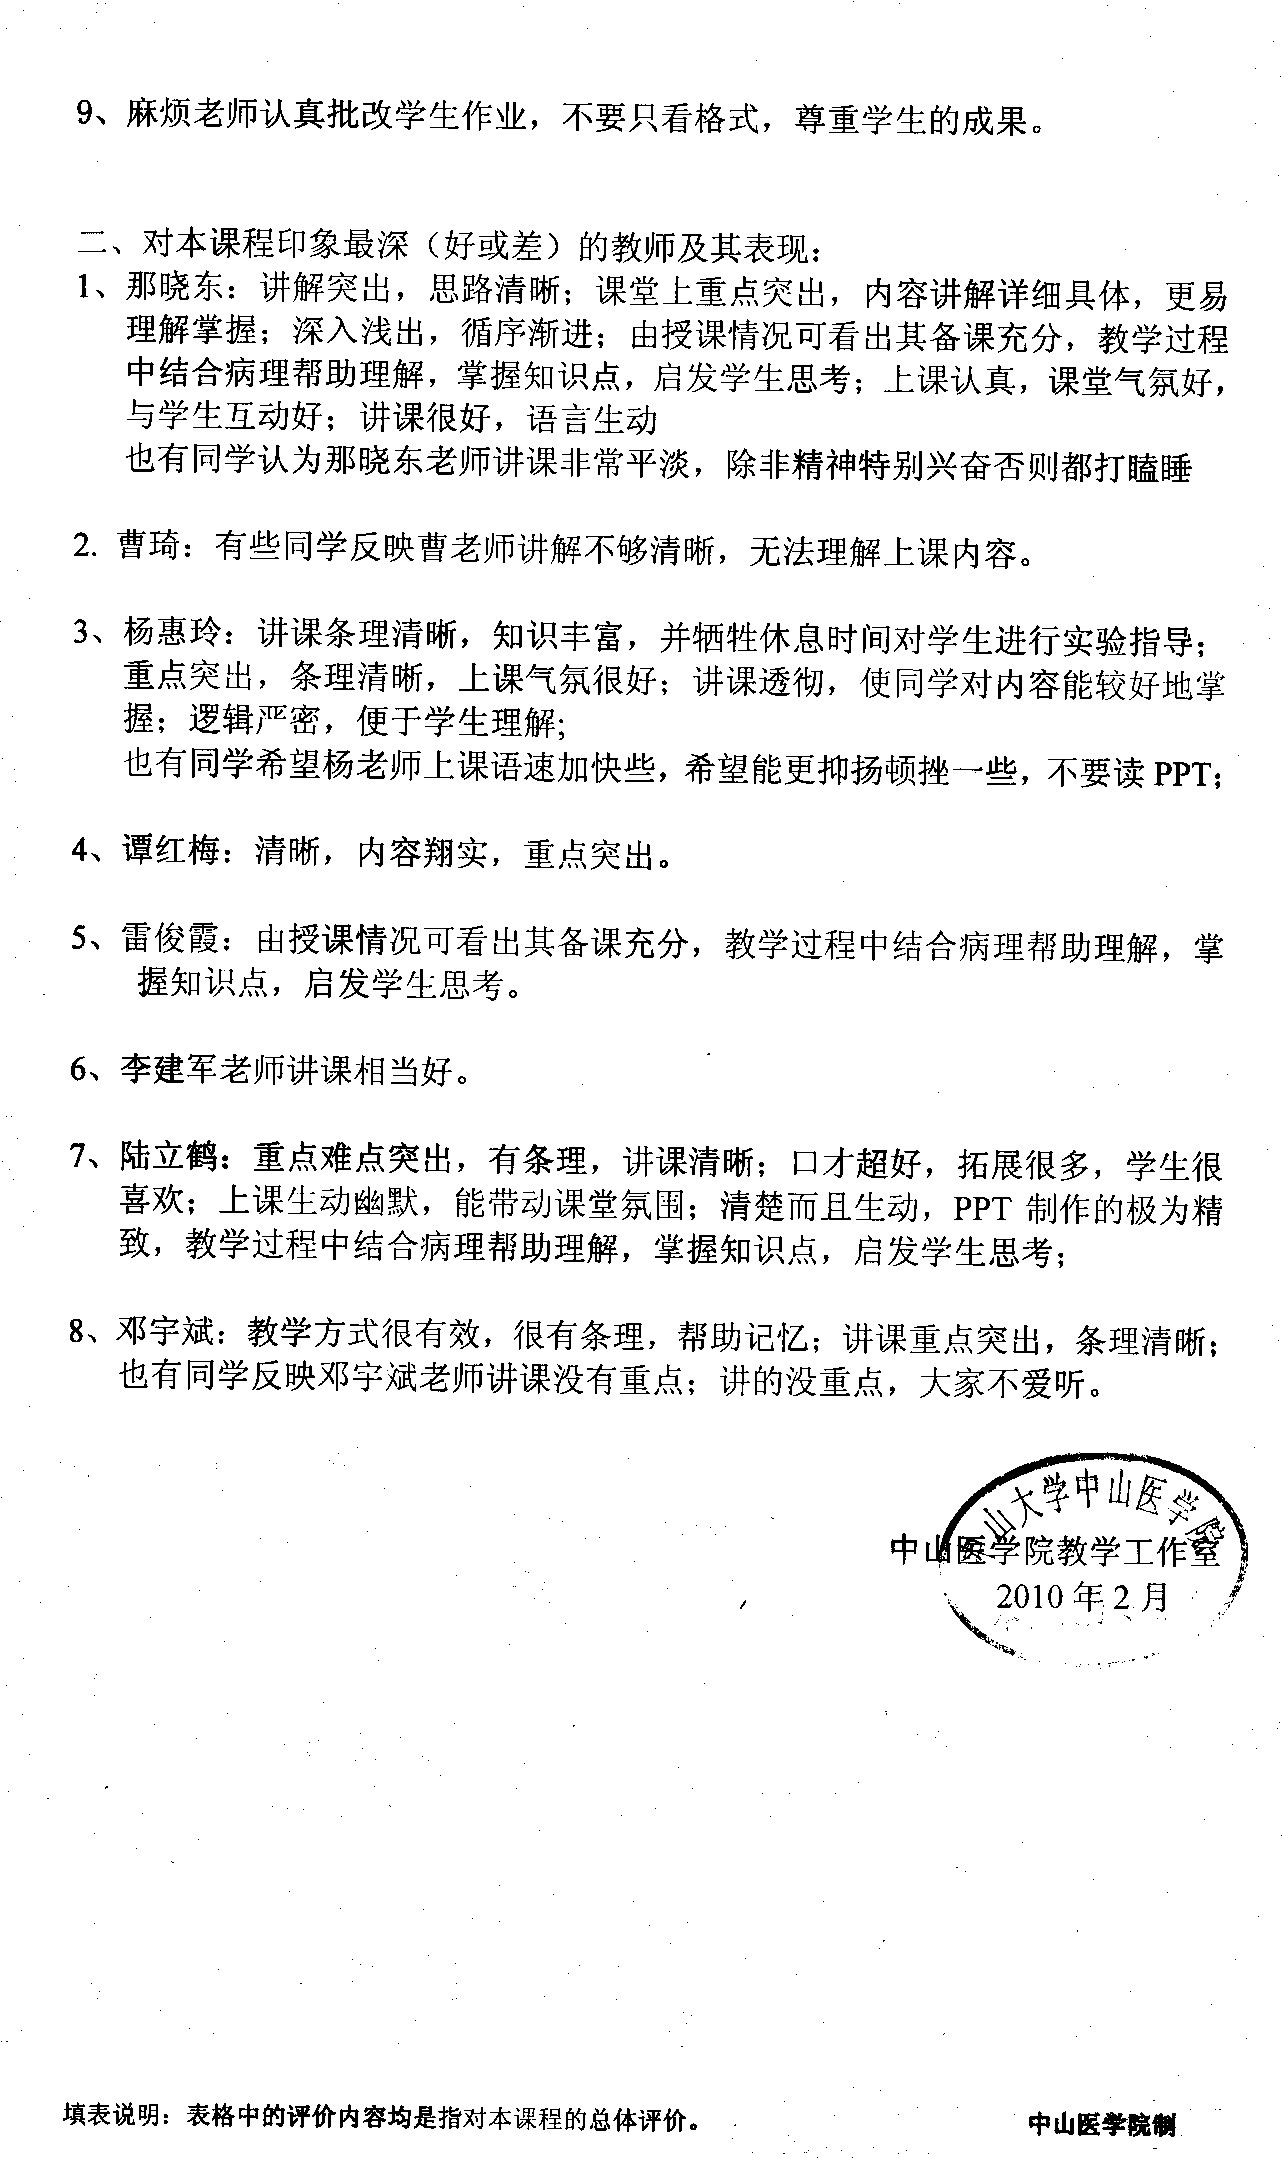 9、麻烦老师认真批改学生作业，不要只看格式，尊重学生的成果。
二、对本课程印象最深（好或差）的教师及其表现：
1、那晓东：讲解突出，思路清晰；课堂上重点突出，内容讲解详细具体，更易
理解掌握；深入浅出，循序渐进；由授课情况可看出其备课充分，教学过程
中结合病理帮助理解，掌握知识点，启发学生思考；上课认真，课堂气氛好，
与学生互动好；讲课很好，语言生动
也有同学认为那晓东老师讲课非常平淡，除非精神特别兴奋否则都打瞌睡
2. 曹琦：有些同学反映曹老师讲解不够清晰，无法理解上课内容。
3、杨惠玲：讲课条理清晰，知识丰富，并牺牲休息时间对学生进行实验指导；
重点突出，条理清晰，上课气氛很好；讲课透彻，使同学对内容能较好地掌
握；逻辑严密，便于学生理解;
也有同学希望杨老师上课语速加快些，希望能更抑扬顿挫一些，不要读 PPT；
4、谭红梅：清晰，内容翔实，重点突出。
5、雷俊霞：由授课情况可看出其备课充分，教学过程中结合病理帮助理解，掌
握知识点，启发学生思考。
6、李建军老师讲课相当好。
7、陆立鹤：重点难点突出，有条理，讲课清晰；口才超好，拓展很多，学生很
喜欢；上课生动幽默，能带动课堂氛围；清楚而且生动，PPT 制作的极为精
致，教学过程中结合病理帮助理解，掌握知识点，启发学生思考；
8、邓宇斌：教学方式很有效，很有条理，帮助记忆；讲课重点突出，条理清晰；
也有同学反映邓宇斌老师讲课没有重点；讲的没重点，大家不爱听。
山大学中山医学院
中山医学院教学工作室
2010 年 2 月
填表说明：表格中的评价内容均是指对本课程的总体评价。
中山医学院制